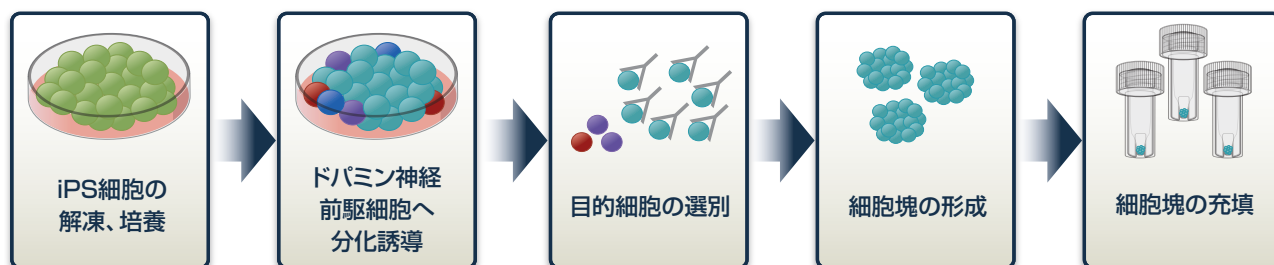 iPS細胞の
解凍、培養
ドパミン神経
前駆細胞へ
分化誘導
目的細胞の選別
細胞塊の形成
細胞塊の充填